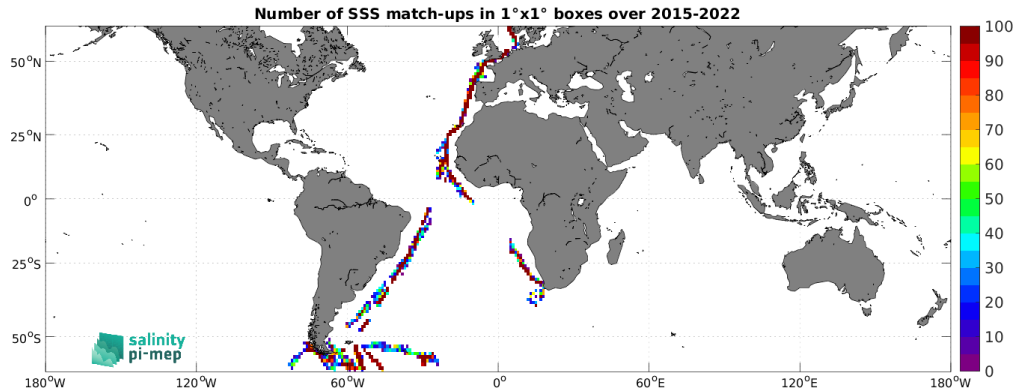 Number of SSS match-ups in 1°x1° boxes over 2015-2022
50°N
25°N
0°
25°S
50°S
180°W
120°W
60°W
0°
60°E
120°E
180°W
100
90
80
70
60
50
40
30
20
10
0
salinity
pi-mep